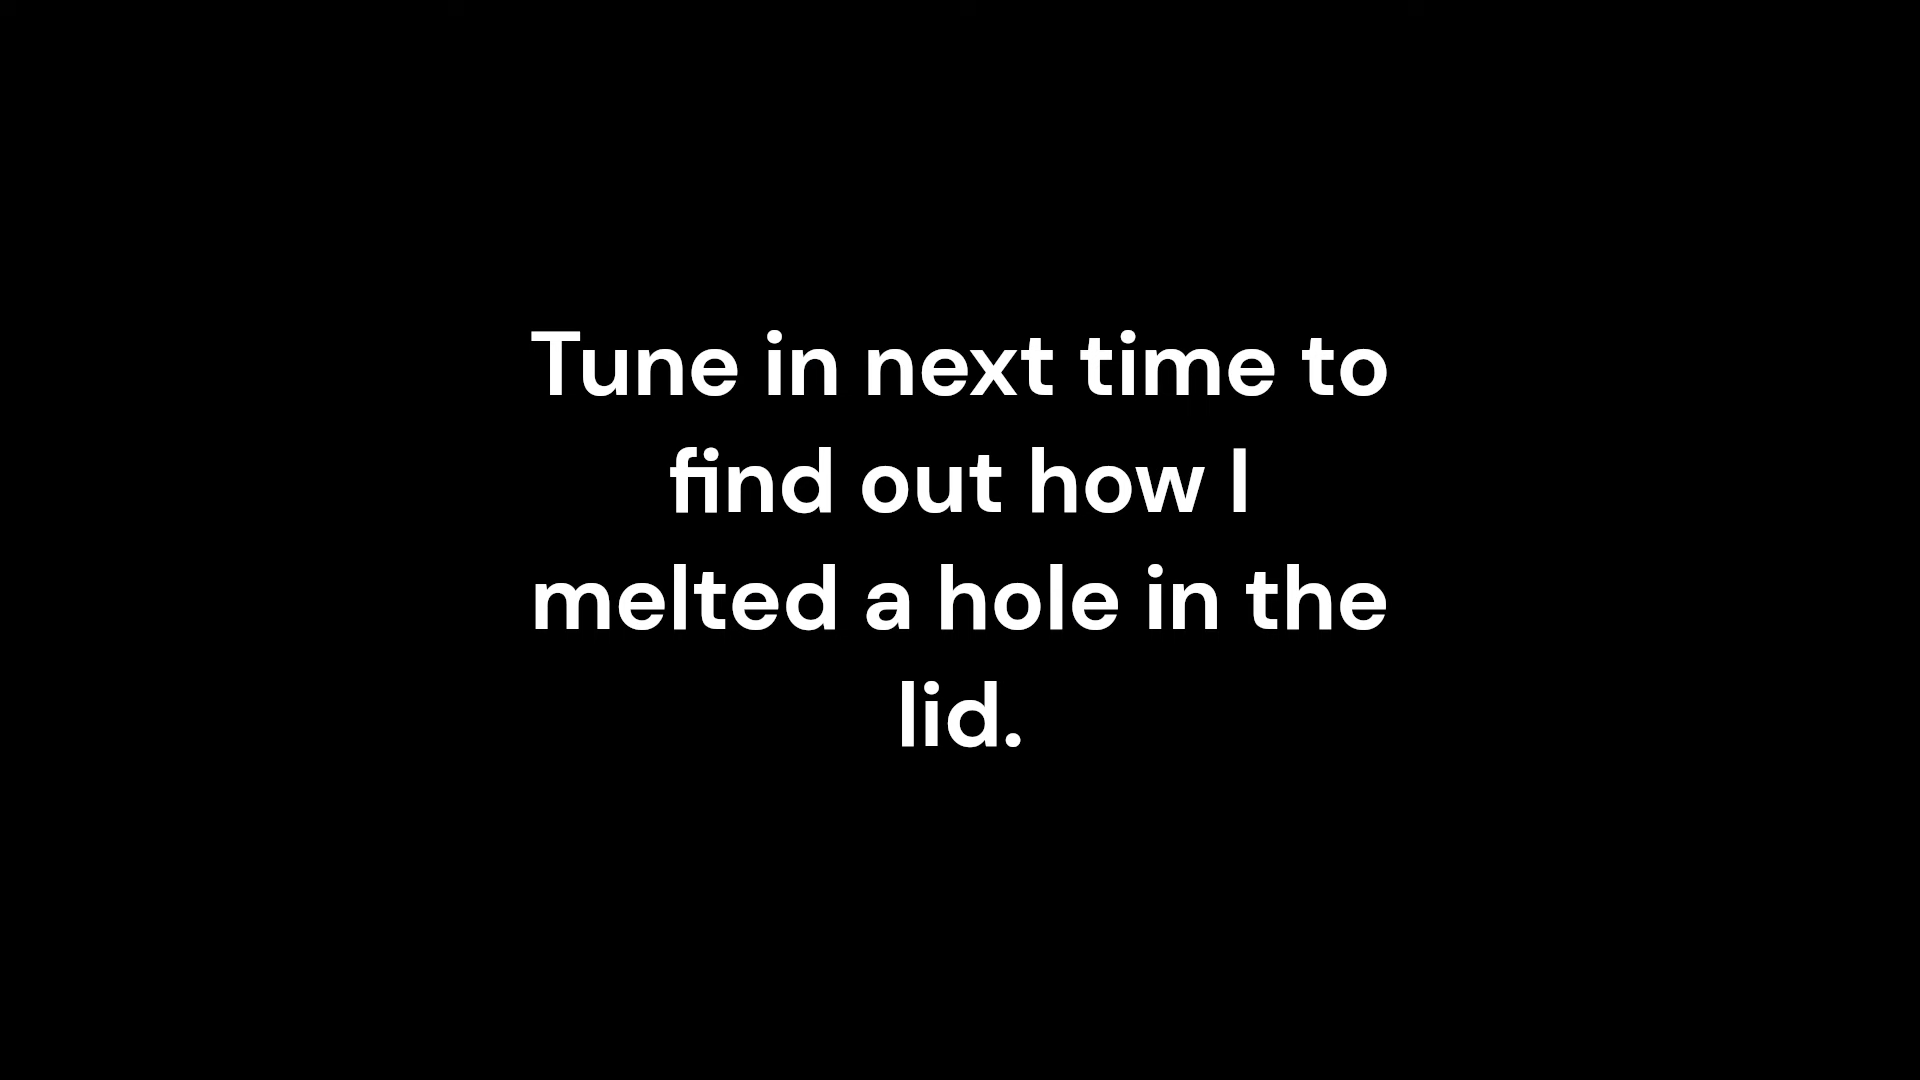 Tune in next time to
find out how I
melted a hole in the
lid.